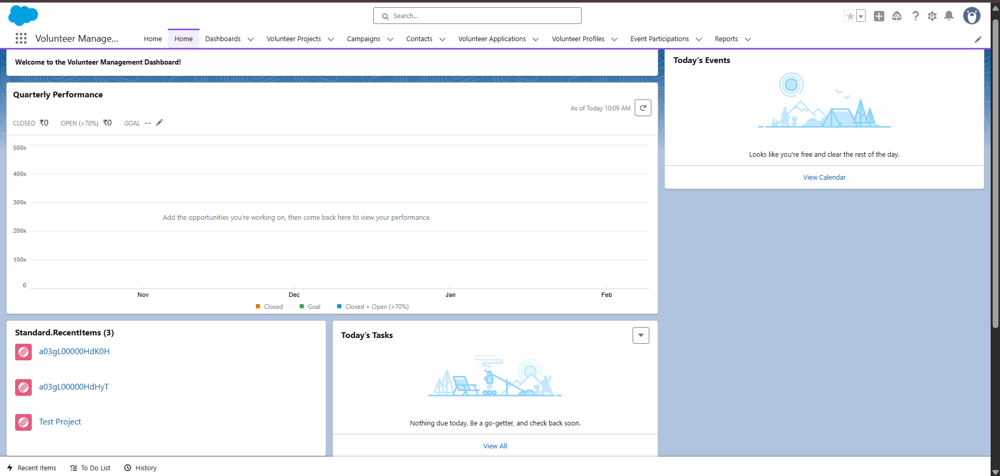 Search...
Volunteer Manage...
Home
Home
Dashboards
Volunteer Projects
Campaigns
Contacts
Volunteer Applications
Volunteer Profiles
Event Participations
Reports
Welcome to the Volunteer Management Dashboard!
Quarterly Performance
As of Today 10:09 AM
CLOSED ₹0 OPEN (>70%) ₹0 GOAL --
500K
400K
300K
Add the opportunities you're working on, then come back here to view your performance.
200K
100K
0
Nov Dec Jan Feb
Closed Goal Closed + Open (>70%)
Today's Events
Looks like you're free and clear the rest of the day.
View Calendar
Standard.RecentItems (3)
a03gL00000HdK0H
a03gL00000HdHyT
Test Project
Today’s Tasks
Nothing due today. Be a go-getter, and check back soon.
View All
Recent Items To Do List History